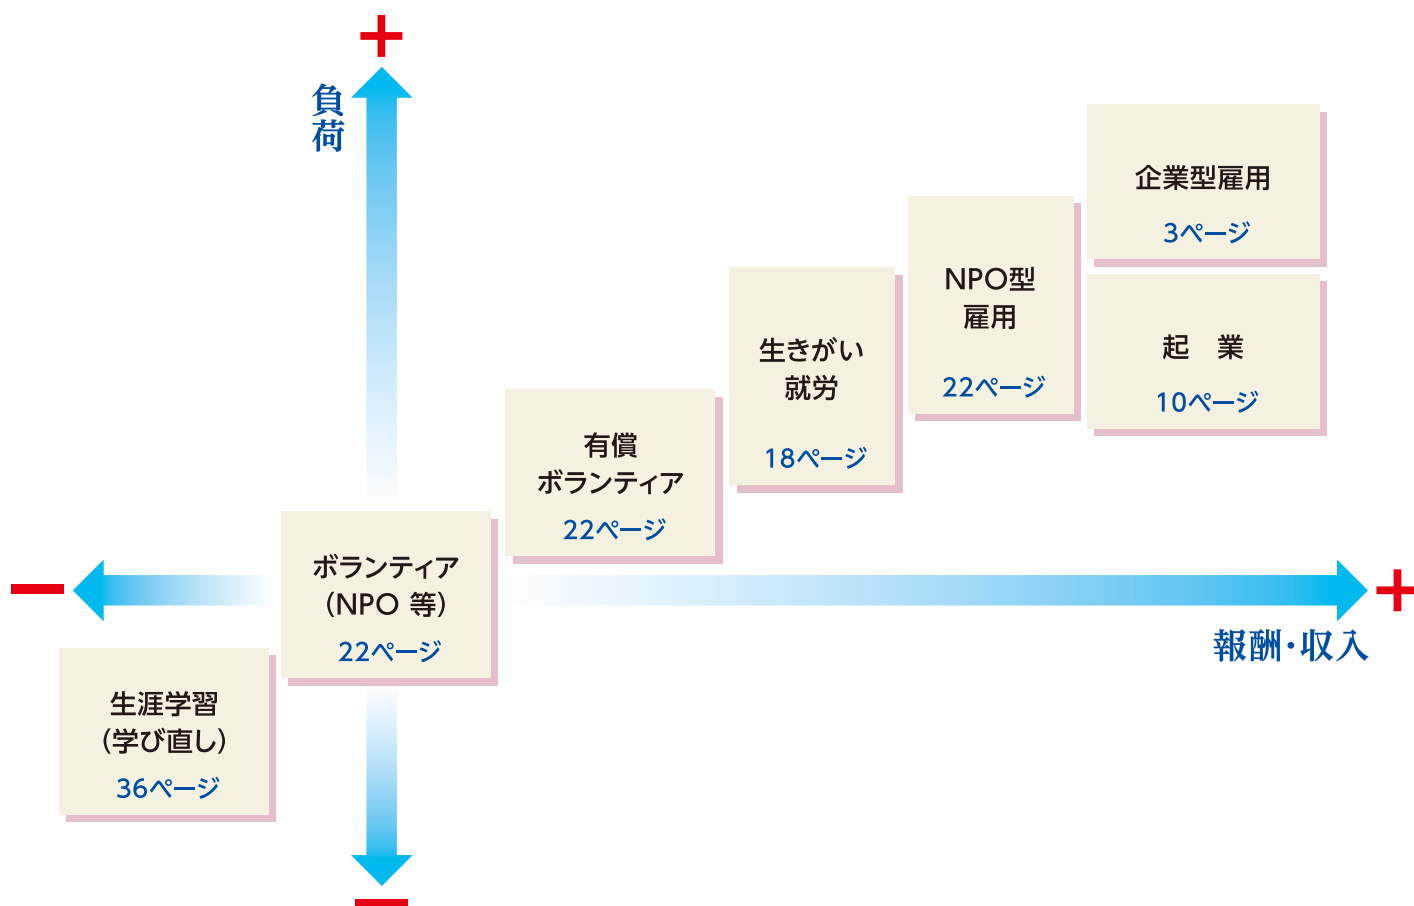 ＋
負荷
企業型雇用
3ページ
NPO型
雇用
22ページ
起　業
10ページ
生きがい
就労
18ページ
有償
ボランティア
22ページ
ボランティア
（NPO 等）
22ページ
－
＋
報酬・収入
生涯学習
（学び直し）
36ページ
－